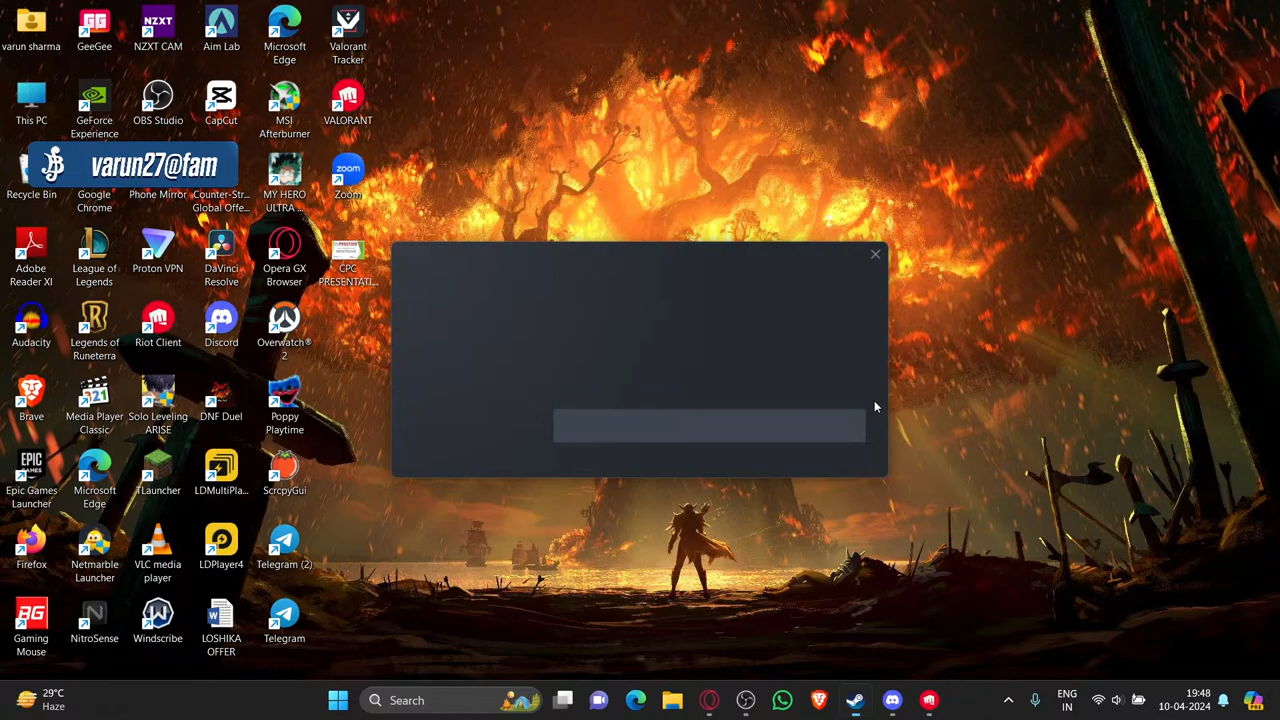 varun sharma
GeeGee
NZXT CAM
Aim Lab
Microsoft
Edge
Valorant
Tracker
This PC
GeForce
Experience
OBS Studio
CapCut
MSI
Afterburner
VALORANT
varun27@fam
Recycle Bin
Google
Chrome
Phone Mirror
Counter-Str...
Global Offe...
MY HERO
ULTRA ...
zoom
Zoom
Adobe
Reader XI
League of
Legends
Proton VPN
DaVinci
Resolve
Opera GX
Browser
CPC
PRESENTATI...
Audacity
Legends of
Runeterra
Riot Client
Discord
Overwatch®
2
Brave
Media Player
Classic
Solo Leveling
ARISE
DNF Duel
Poppy
Playtime
Epic Games
Launcher
Microsoft
Edge
TLauncher
LDMultiPla...
ScrcpyGui
Firefox
Netmarble
Launcher
VLC media
player
LDPlayer4
Telegram (2)
Gaming
Mouse
NitroSense
Windscribe
LOSHIKA
OFFER
Telegram
29°C
Haze
Search
ENG
IN
19:48
10-04-2024